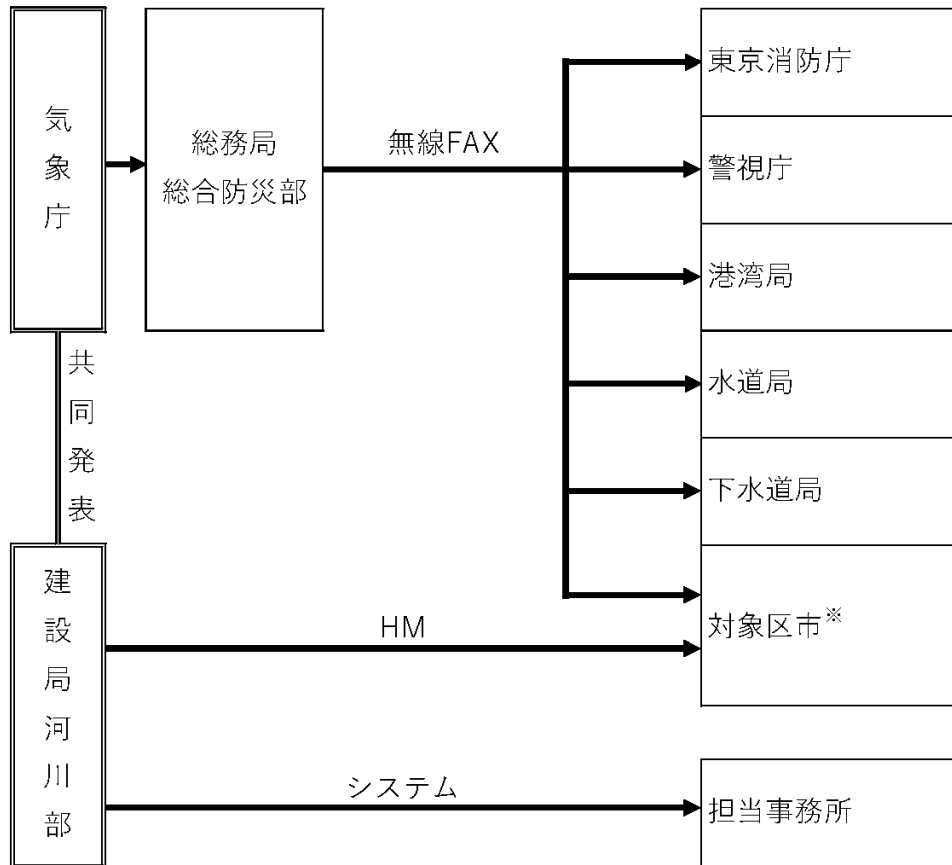 気象庁
総務局
総合防災部
無線FAX
東京消防庁
警視庁
港湾局
水道局
下水道局
対象区市※
共同発表
建設局河川部
HM
システム
担当事務所